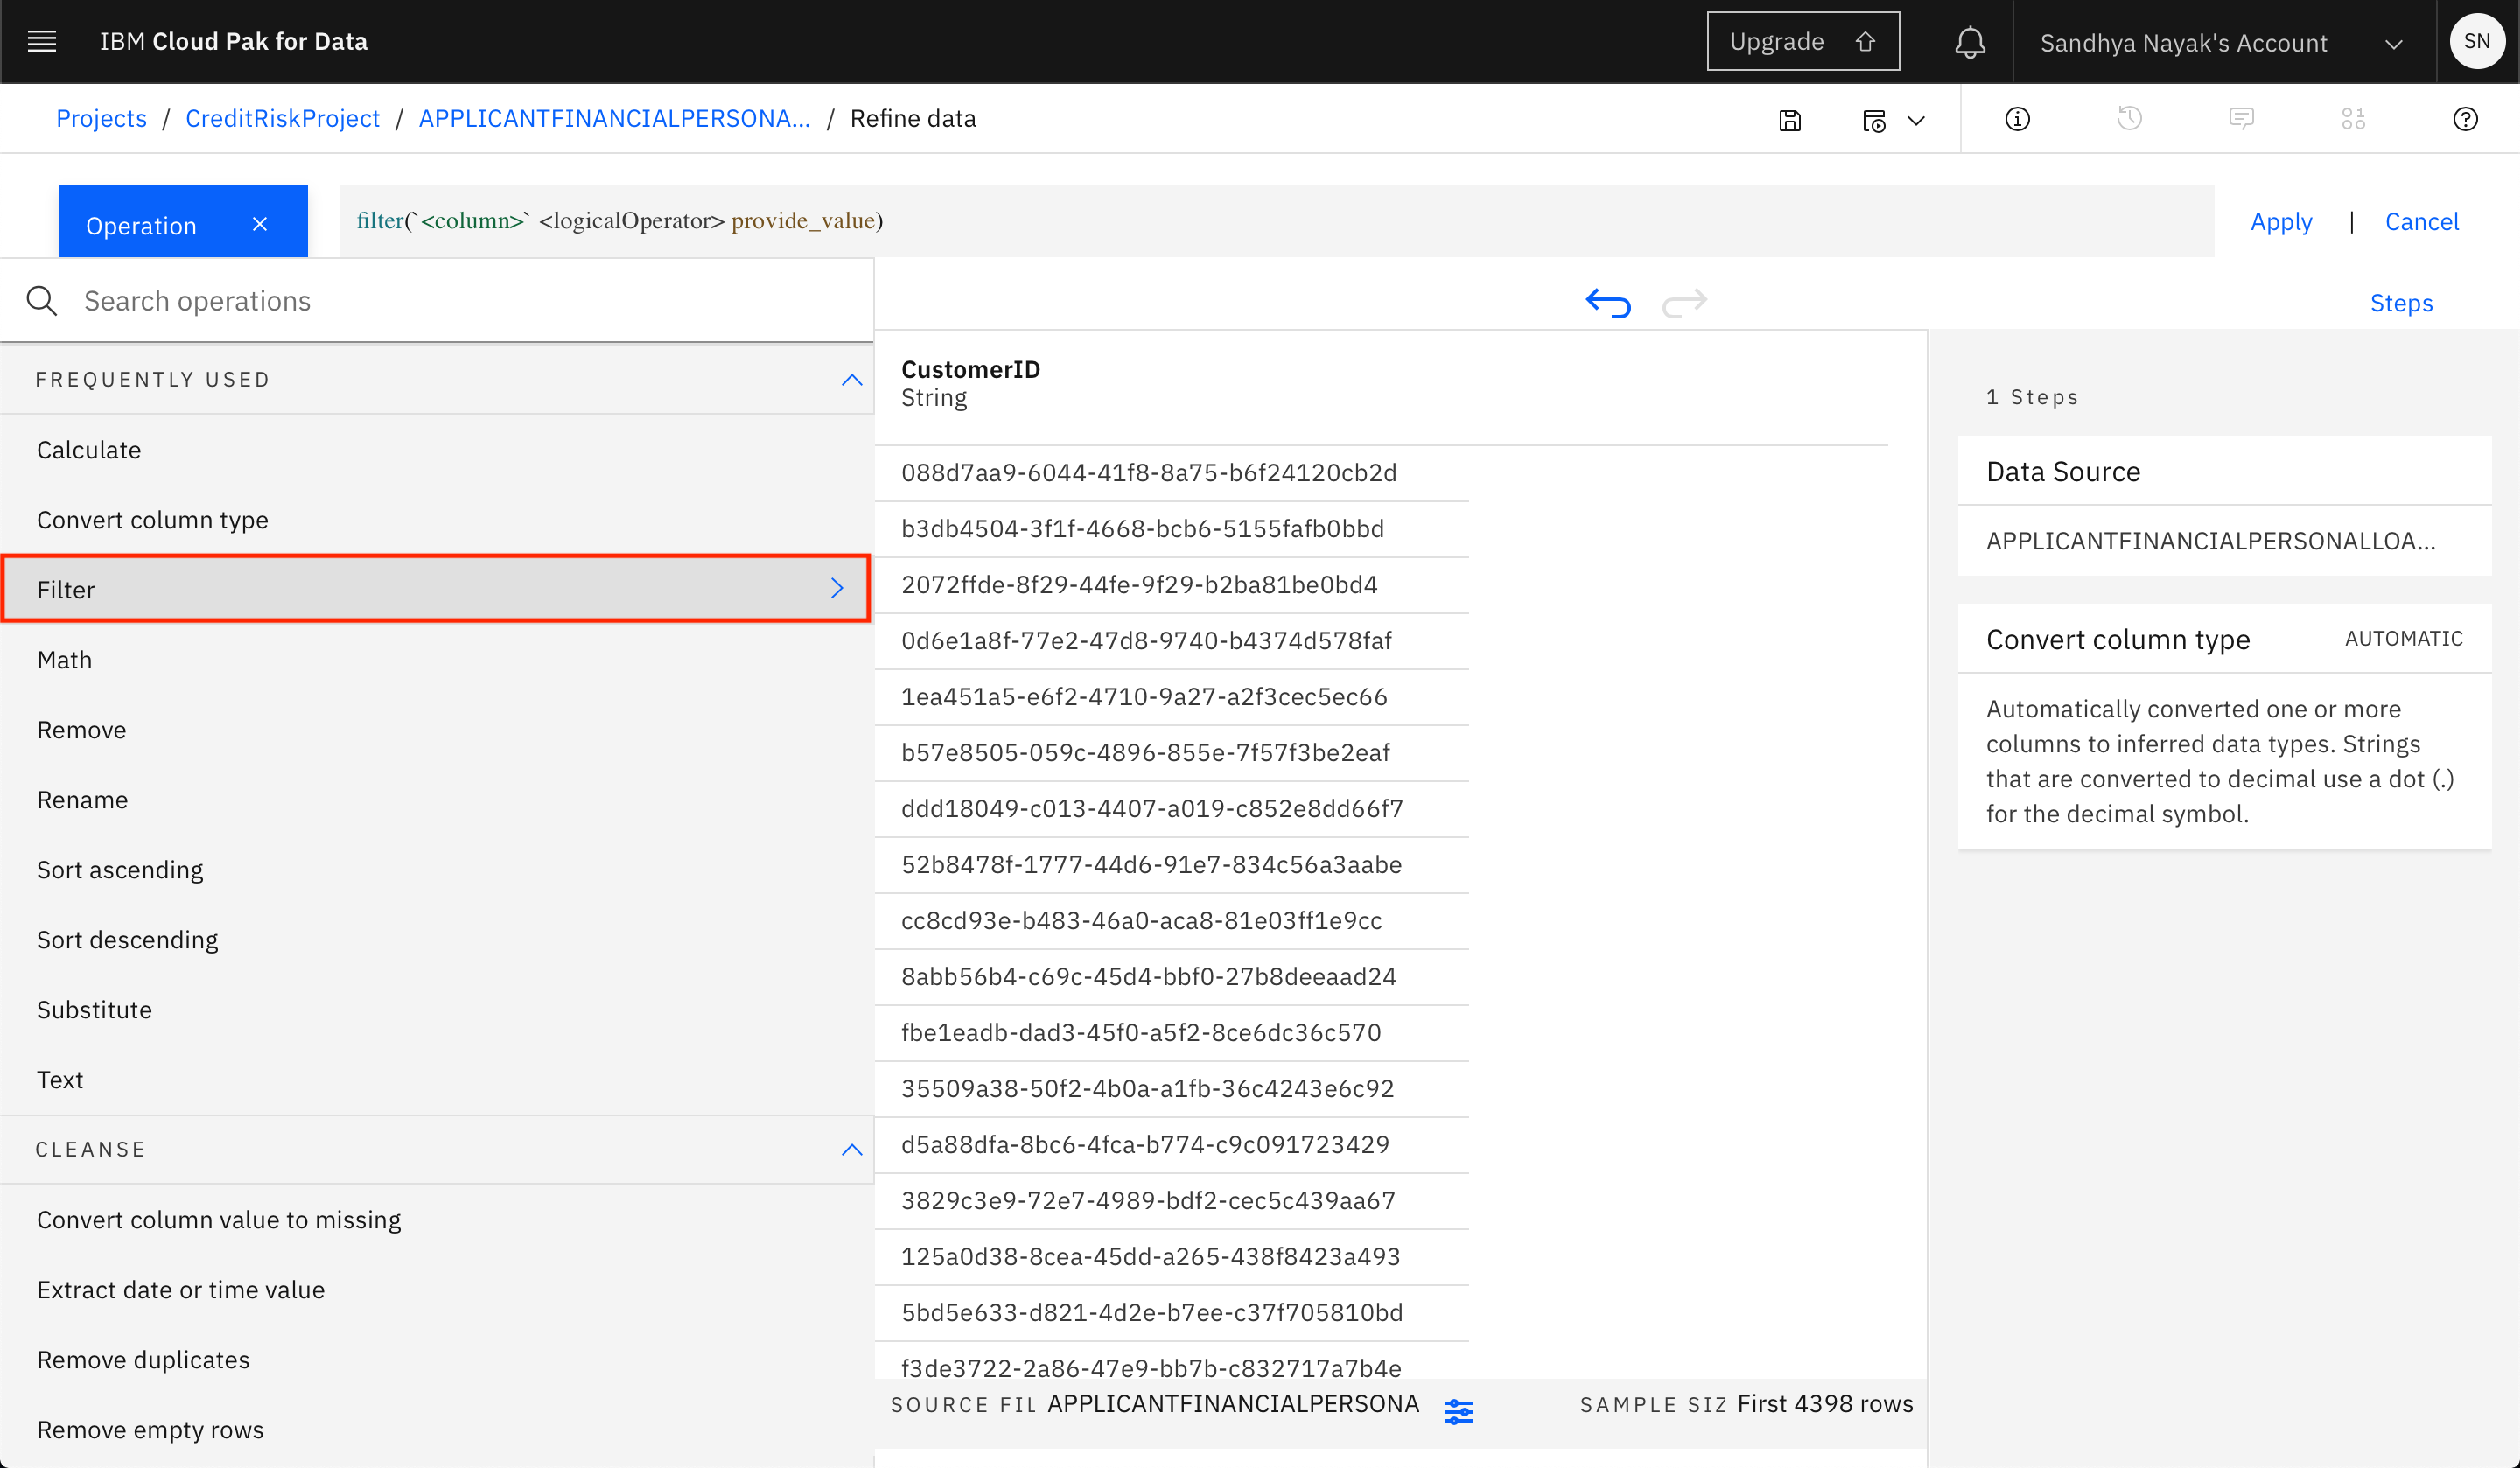 IBM Cloud Pak for Data
Upgrade
Sandhya Nayak's Account
SN
Projects / CreditRiskProject / APPLICANTFINANCIALPERSONA... / Refine data
Operation
filter(`<column>` <logicalOperator> provide_value)
Apply | Cancel
Search operations
Steps
FREQUENTLY USED
Calculate
Convert column type
Filter
Math
Remove
Rename
Sort ascending
Sort descending
Substitute
Text
CLEANSE
Convert column value to missing
Extract date or time value
Remove duplicates
Remove empty rows
CustomerID
String
088d7aa9-6044-41f8-8a75-b6f24120cb2d
b3db4504-3f1f-4668-bcb6-5155fafb0bbd
2072ffde-8f29-44fe-9f29-b2ba81be0bd4
0d6e1a8f-77e2-47d8-9740-b4374d578faf
1ea451a5-e6f2-4710-9a27-a2f3cec5ec66
b57e8505-059c-4896-855e-7f57f3be2eaf
ddd18049-c013-4407-a019-c852e8dd66f7
52b8478f-1777-44d6-91e7-834c56a3aabe
cc8cd93e-b483-46a0-aca8-81e03ff1e9cc
8abb56b4-c69c-45d4-bbf0-27b8deeaad24
fbe1eadb-dad3-45f0-a5f2-8ce6dc36c570
35509a38-50f2-4b0a-a1fb-36c4243e6c92
d5a88dfa-8bc6-4fca-b774-c9c091723429
3829c3e9-72e7-4989-bdf2-cec5c439aa67
125a0d38-8cea-45dd-a265-438f8423a493
5bd5e633-d821-4d2e-b7ee-c37f705810bd
f3de3722-2a86-47e9-bb7b-c832717a7b4e
SOURCE FIL APPLICANTFINANCIALPERSONA
SAMPLE SIZ First 4398 rows
1 Steps
Data Source
APPLICANTFINANCIALPERSONALLOA...
Convert column type AUTOMATIC
Automatically converted one or more
columns to inferred data types. Strings
that are converted to decimal use a dot (.)
for the decimal symbol.